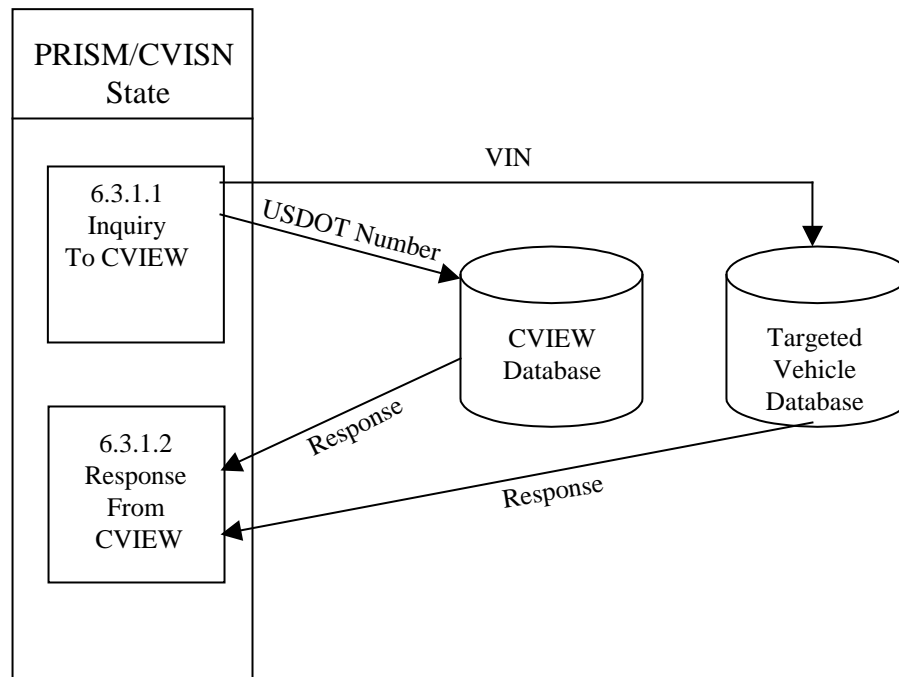 PRISM/CVISN
State
VIN
6.3.1.1
Inquiry
To CVIEW
USDOT Number
CVIEW
Database
Targeted
Vehicle
Database
6.3.1.2
Response
From
CVIEW
Response
Response